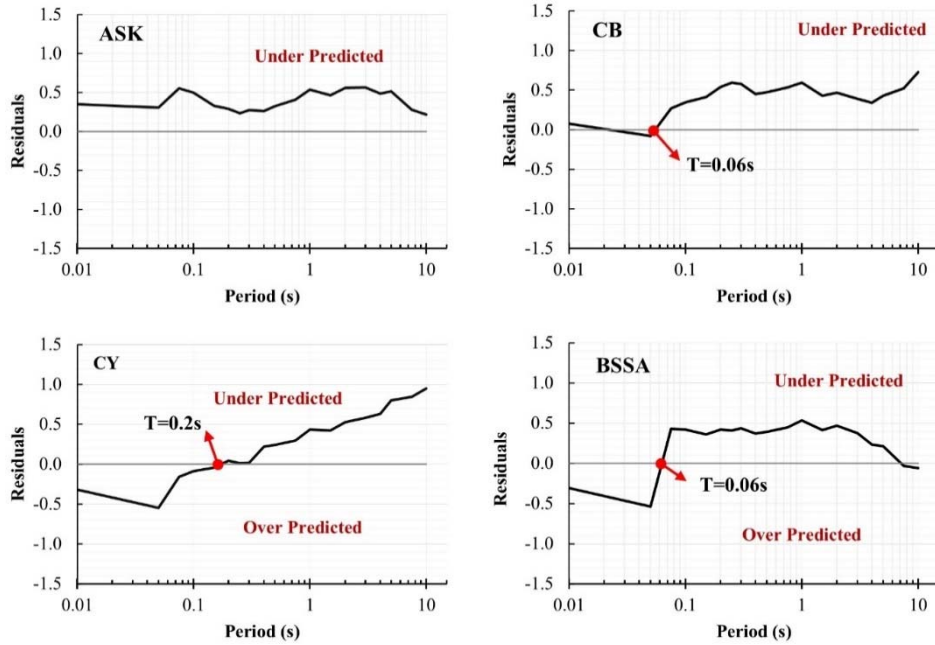 ASK
Under Predicted
Residuals
1.5
1.0
0.5
0.0
-0.5
-1.0
-1.5
0.01 0.1 1 10
Period (s)
CB
Under Predicted
Residuals
1.5
1.0
0.5
0.0
-0.5
-1.0
-1.5
T=0.06s
0.01 0.1 1 10
Period (s)
CY
Under Predicted
T=0.2s
Over Predicted
Residuals
1.5
1.0
0.5
0.0
-0.5
-1.0
1.5
0.01 0.1 1 10
Period (s)
BSSA
Under Predicted
T=0.06s
Over Predicted
Residuals
1.5
1.0
0.5
0.0
-0.5
-1.0
1.5
0.01 0.1 1 10
Period (s)